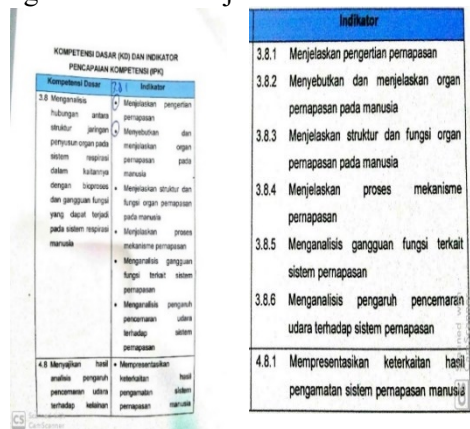 KOMPETENSI DASAR (KD) DAN INDIKATOR
PENCAPAIAN KOMPETENSI (IPK)
Kompetensi Dasar
Indikator
3.8 Menganalisis
hubungan antara
struktur jaringan
penyusun organ pada
sistem respirasi
dalam kaitannya
dengan bioproses
dan gangguan fungsi
yang dapat terjadi
pada sistem respirasi
manusia
3.8.1
• Menjelaskan pengertian
pernapasan
• Menyebutkan dan
menjelaskan organ
pernapasan pada
manusia
• Menjelaskan struktur dan
fungsi organ pernapasan
pada manusia
• Menjelaskan proses
mekanisme pernapasan
• Menganalisis gangguan
fungsi terkait sistem
pernapasan
• Menganalisis pengaruh
pencemaran udara
terhadap sistem
pernapasan
4.8 Menyajikan hasil
analisis pengaruh
pencemaran udara
terhadap kelainan
• Mempresentasikan
keterkaitan hasil
pengamatan sistem
pernapasan manusia
CS
CamScanner
Indikator
3.8.1 Menjelaskan pengertian pernapasan
3.8.2 Menyebutkan dan menjelaskan organ
pernapasan pada manusia
3.8.3 Menjelaskan struktur dan fungsi organ
pernapasan pada manusia
3.8.4 Menjelaskan proses mekanisme
pernapasan
3.8.5 Menganalisis gangguan fungsi terkait
sistem pernapasan
3.8.6 Menganalisis pengaruh pencemaran
udara terhadap sistem pernapasan
4.8.1 Mempresentasikan keterkaitan hasil
pengamatan sistem pernapasan manusia